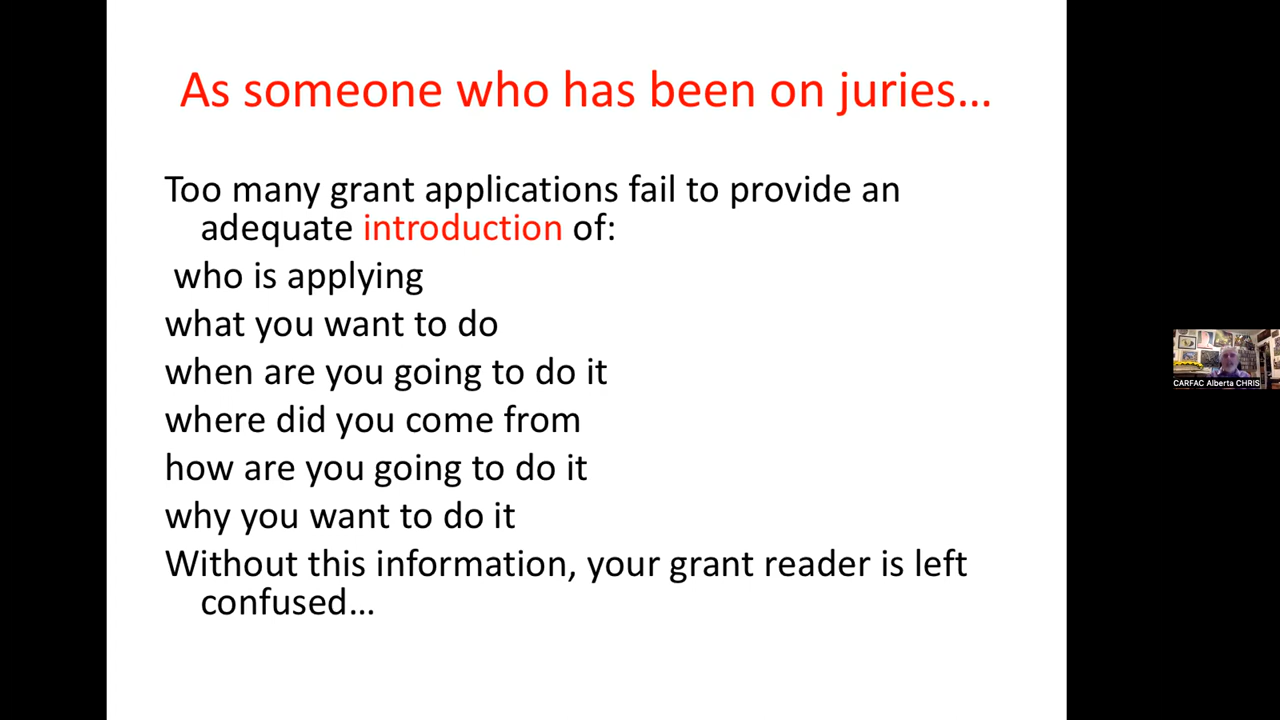 As someone who has been on juries…
Too many grant applications fail to provide an
adequate introduction of:
who is applying
what you want to do
when are you going to do it
where did you come from
how are you going to do it
why you want to do it
Without this information, your grant reader is left
confused…
CARFAC Alberta CHRIS